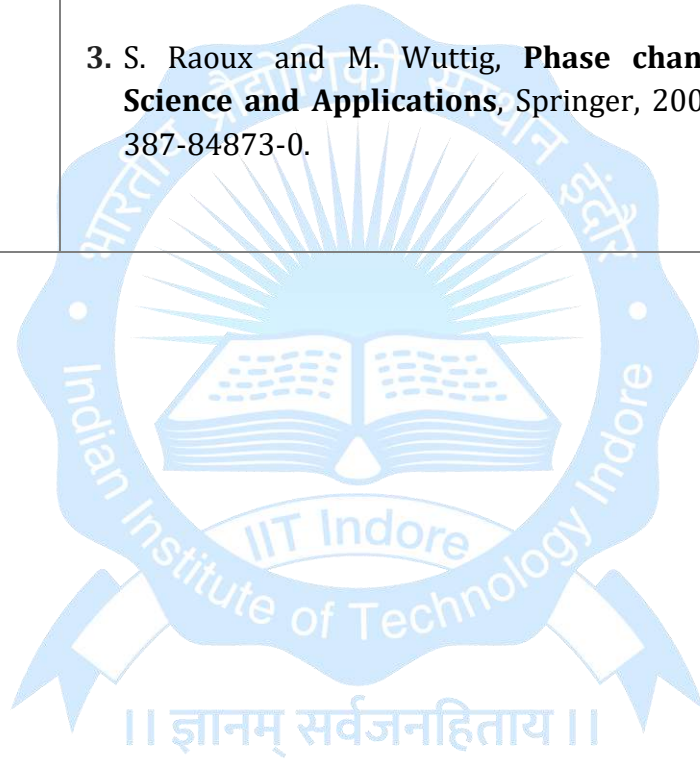 3. S. Raoux and M. Wuttig, Phase chan
Science and Applications, Springer, 200
387-84873-0.
भारतीय प्रौद्योगिकी संस्थान इंदौर
Indian Institute of Technology Indore
IIT Indore
।। ज्ञानम् सर्वजनहिताय ।।